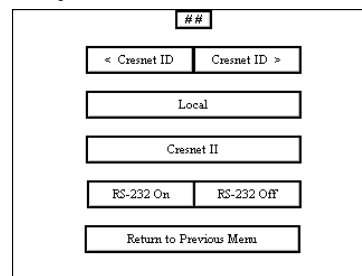 ##
< Cresnet ID Cresnet ID >
Local
Cresnet II
RS-232 On RS-232 Off
Return to Previous Menu